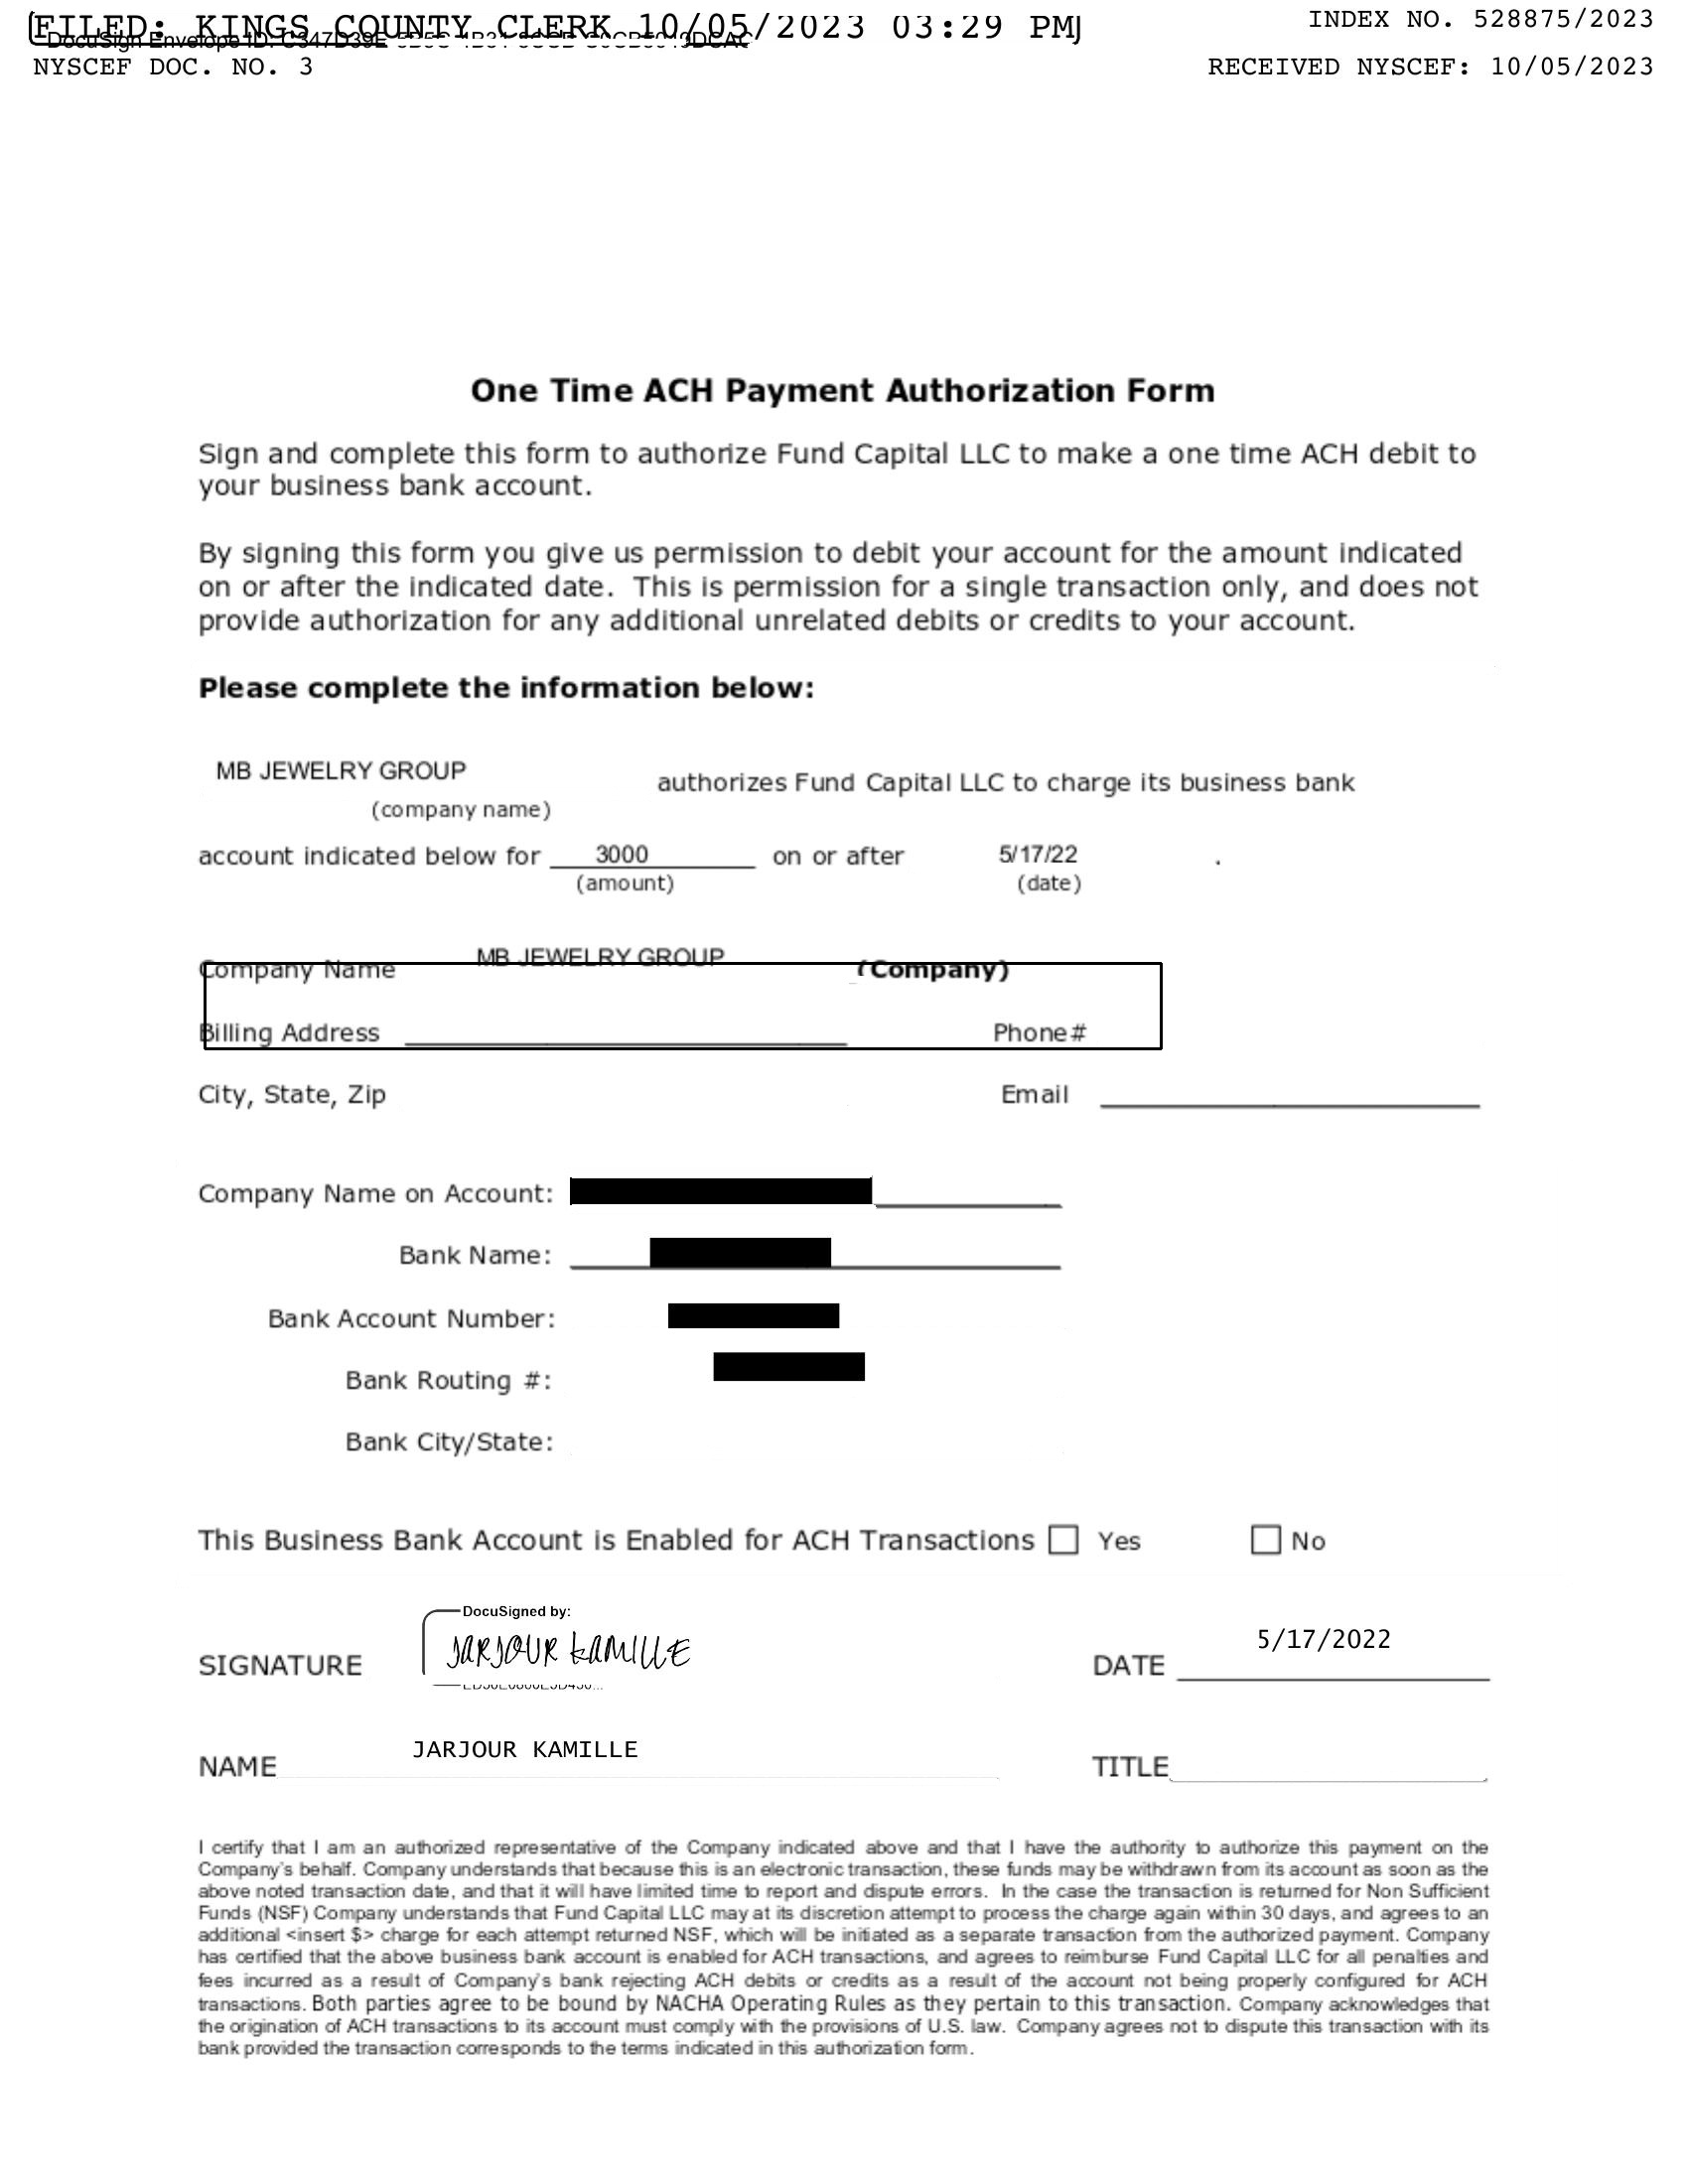 FILED: KINGS COUNTY CLERK 10/05/2023 03:29 PM
INDEX NO. 528875/2023
DocuSign Envelope ID:
NYSCEF DOC. NO. 3
RECEIVED NYSCEF: 10/05/2023
One Time ACH Payment Authorization Form
Sign and complete this form to authorize Fund Capital LLC to make a one time ACH debit to
your business bank account.
By signing this form you give us permission to debit your account for the amount indicated
on or after the indicated date. This is permission for a single transaction only, and does not
provide authorization for any additional unrelated debits or credits to your account.
Please complete the information below:
MB JEWELRY GROUP authorizes Fund Capital LLC to charge its business bank
(company name)
account indicated below for 3000 on or after 5/17/22 .
(amount) (date)
Company Name MB JEWELRY GROUP (Company)
Billing Address Phone#
City, State, Zip Email
Company Name on Account:
Bank Name:
Bank Account Number:
Bank Routing #:
Bank City/State:
This Business Bank Account is Enabled for ACH Transactions Yes No
DocuSigned by:
SIGNATURE JARJOUR KAMILLE DATE 5/17/2022
NAME JARJOUR KAMILLE TITLE
I certify that I am an authorized representative of the Company indicated above and that I have the authority to authorize this payment on the
Company's behalf. Company understands that because this is an electronic transaction, these funds may be withdrawn from its account as soon as the
above noted transaction date, and that it will have limited time to report and dispute errors. In the case the transaction is returned for Non Sufficient
Funds (NSF) Company understands that Fund Capital LLC may at its discretion attempt to process the charge again within 30 days, and agrees to an
additional <insert $> charge for each attempt returned NSF, which will be initiated as a separate transaction from the authorized payment. Company
has certified that the above business bank account is enabled for ACH transactions, and agrees to reimburse Fund Capital LLC for all penalties and
fees incurred as a result of Company's bank rejecting ACH debits or credits as a result of the account not being properly configured for ACH
transactions. Both parties agree to be bound by NACHA Operating Rules as they pertain to this transaction. Company acknowledges that
the origination of ACH transactions to its account must comply with the provisions of U.S. law. Company agrees not to dispute this transaction with its
bank provided the transaction corresponds to the terms indicated in this authorization form.